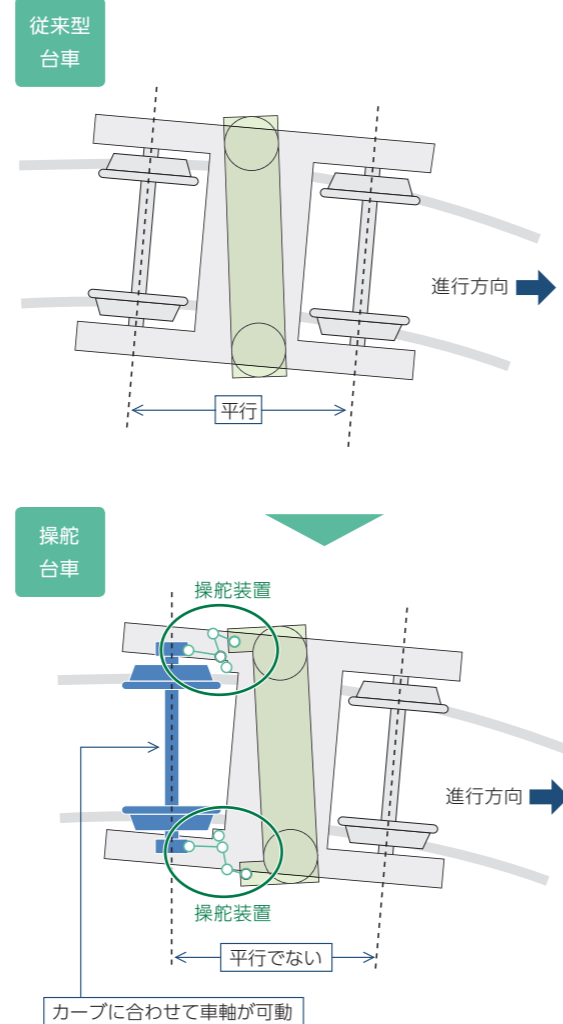 従来型
台車
進行方向
平行
操舵
台車
操舵装置
進行方向
操舵装置
平行でない
カーブに合わせて車軸が可動